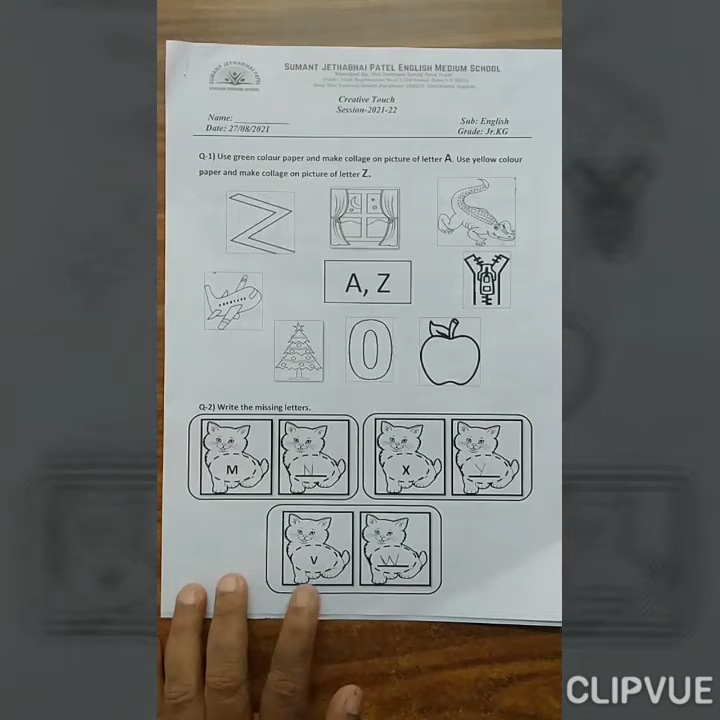 SUMANT JETHABHAI PATEL ENGLISH MEDIUM SCHOOL
Creative Touch
Session-2021-22
Name: ____________ Sub: English
Date: 27/08/2021 Grade: Jr.KG
Q-1) Use green colour paper and make collage on picture of letter A. Use yellow colour
paper and make collage on picture of letter Z.
A, Z
Q-2) Write the missing letters.
M N X Y
V W
CLIPVUE